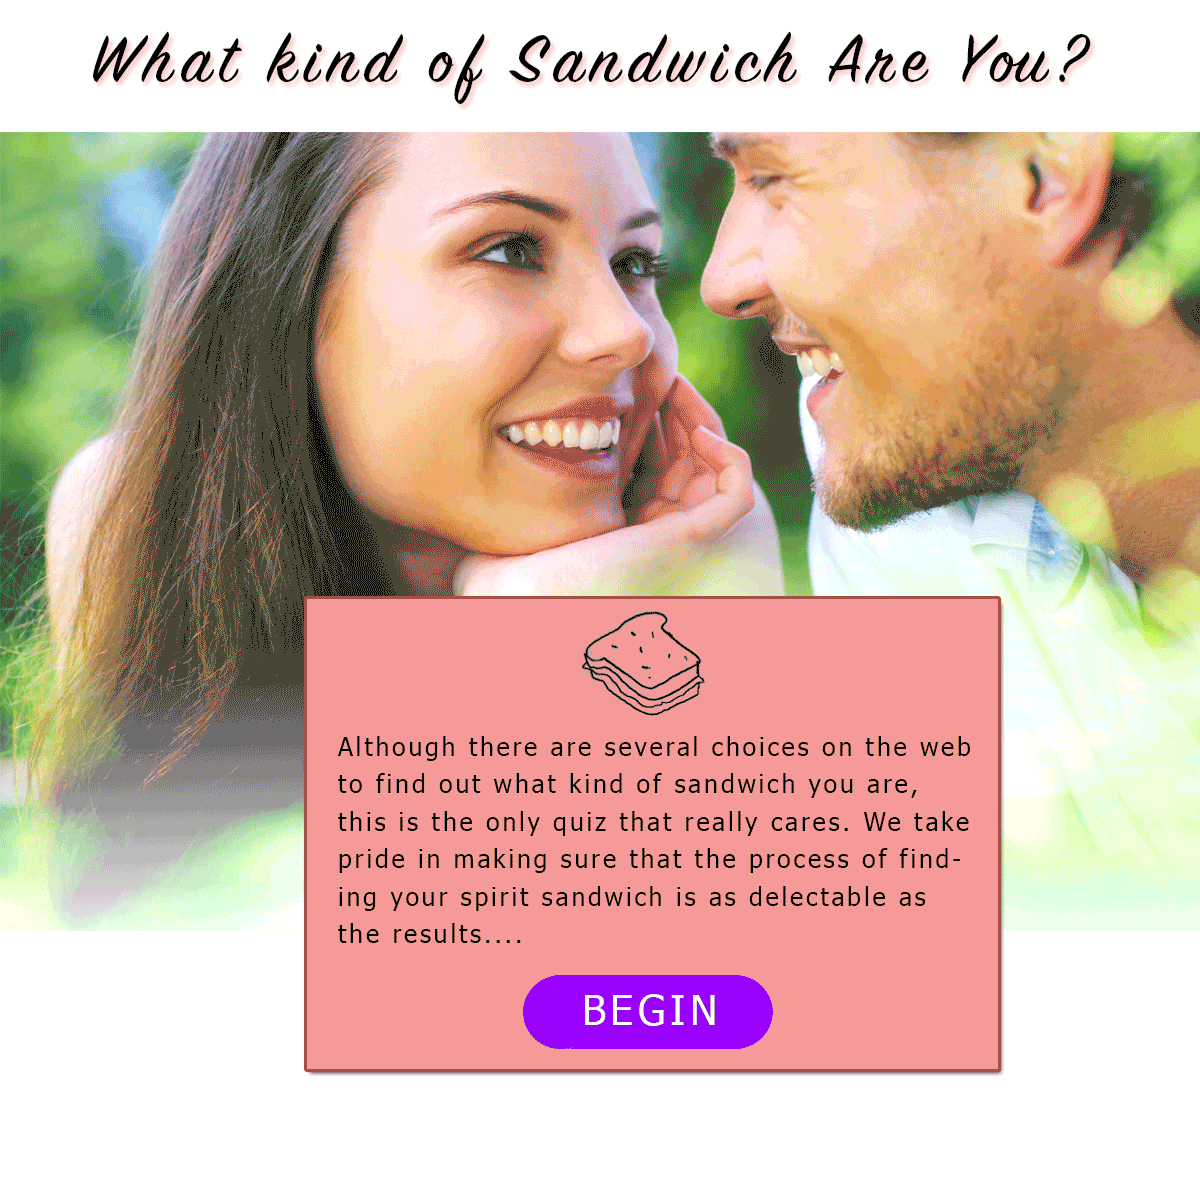 What kind of Sandwich Are You?
Although there are several choices on the web
to find out what kind of sandwich you are,
this is the only quiz that really cares. We take
pride in making sure that the process of find-
ing your spirit sandwich is as delectable as
the results....
BEGIN